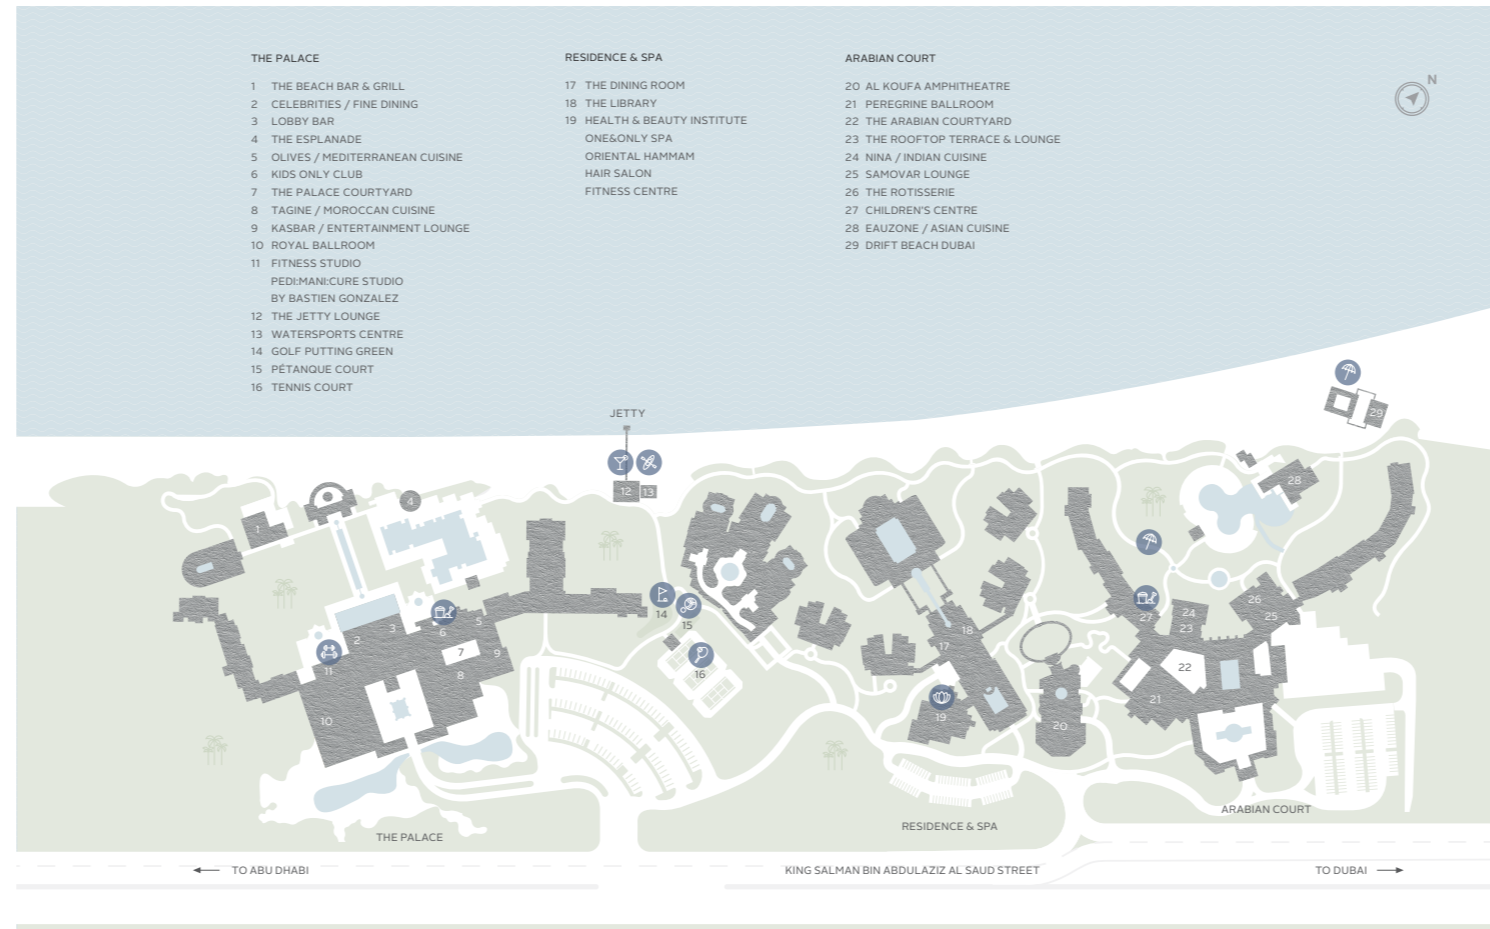 THE PALACE
1 THE BEACH BAR & GRILL
2 CELEBRITIES / FINE DINING
3 LOBBY BAR
4 THE ESPLANADE
5 OLIVES / MEDITERRANEAN CUISINE
6 KIDS ONLY CLUB
7 THE PALACE COURTYARD
8 TAGINE / MOROCCAN CUISINE
9 KASBAR / ENTERTAINMENT LOUNGE
10 ROYAL BALLROOM
11 FITNESS STUDIO
PEDI:MANI:CURE STUDIO
BY BASTIEN GONZALEZ
12 THE JETTY LOUNGE
13 WATERSPORTS CENTRE
14 GOLF PUTTING GREEN
15 PÉTANQUE COURT
16 TENNIS COURT
RESIDENCE & SPA
17 THE DINING ROOM
18 THE LIBRARY
19 HEALTH & BEAUTY INSTITUTE
ONE&ONLY SPA
ORIENTAL HAMMAM
HAIR SALON
FITNESS CENTRE
ARABIAN COURT
20 AL KOUFA AMPHITHEATRE
21 PEREGRINE BALLROOM
22 THE ARABIAN COURTYARD
23 THE ROOFTOP TERRACE & LOUNGE
24 NINA / INDIAN CUISINE
25 SAMOVAR LOUNGE
26 THE ROTISSERIE
27 CHILDREN'S CENTRE
28 EAUZONE / ASIAN CUISINE
29 DRIFT BEACH DUBAI
N
JETTY
29
28
4
12
13
1
26
24
25
27
23
14
15
5
3
6
2
18
17
9
7
8
22
11
16
21
19
10
20
ARABIAN COURT
RESIDENCE & SPA
THE PALACE
TO ABU DHABI
KING SALMAN BIN ABDULAZIZ AL SAUD STREET
TO DUBAI